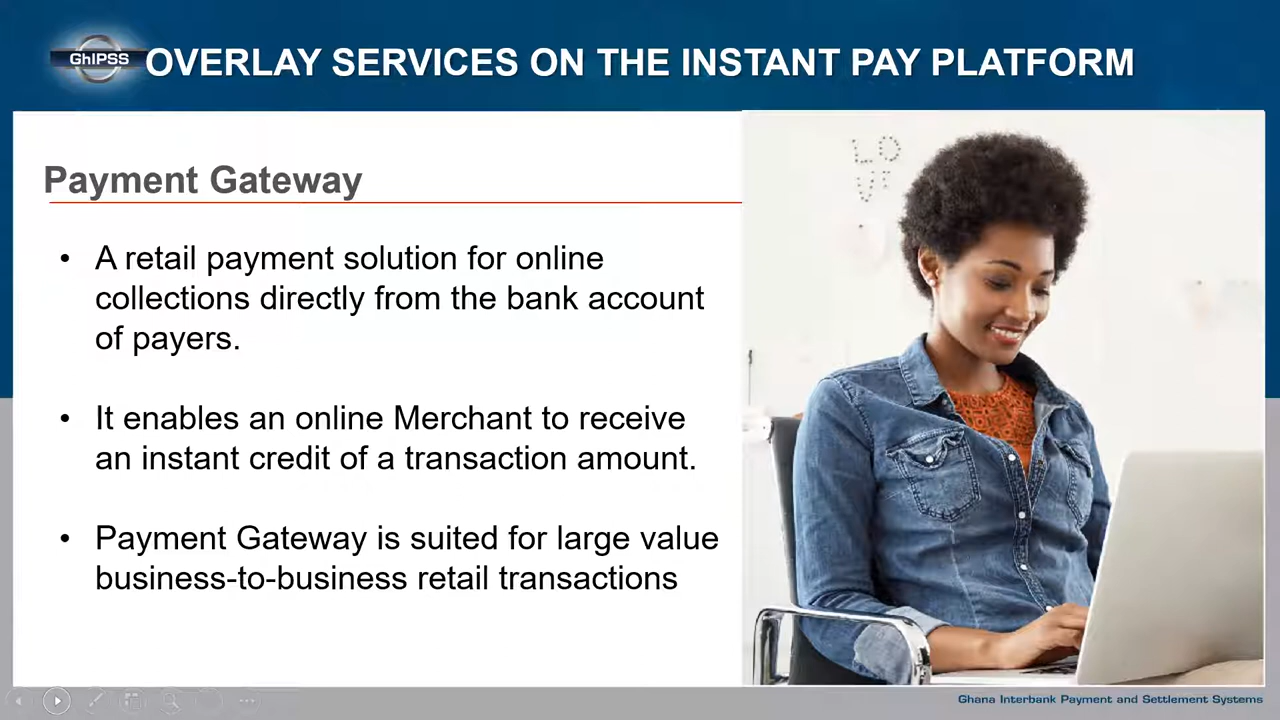 GhIPSS
OVERLAY SERVICES ON THE INSTANT PAY PLATFORM
Payment Gateway
• A retail payment solution for online
collections directly from the bank account
of payers.
• It enables an online Merchant to receive
an instant credit of a transaction amount.
• Payment Gateway is suited for large value
business-to-business retail transactions
Ghana Interbank Payment and Settlement Systems